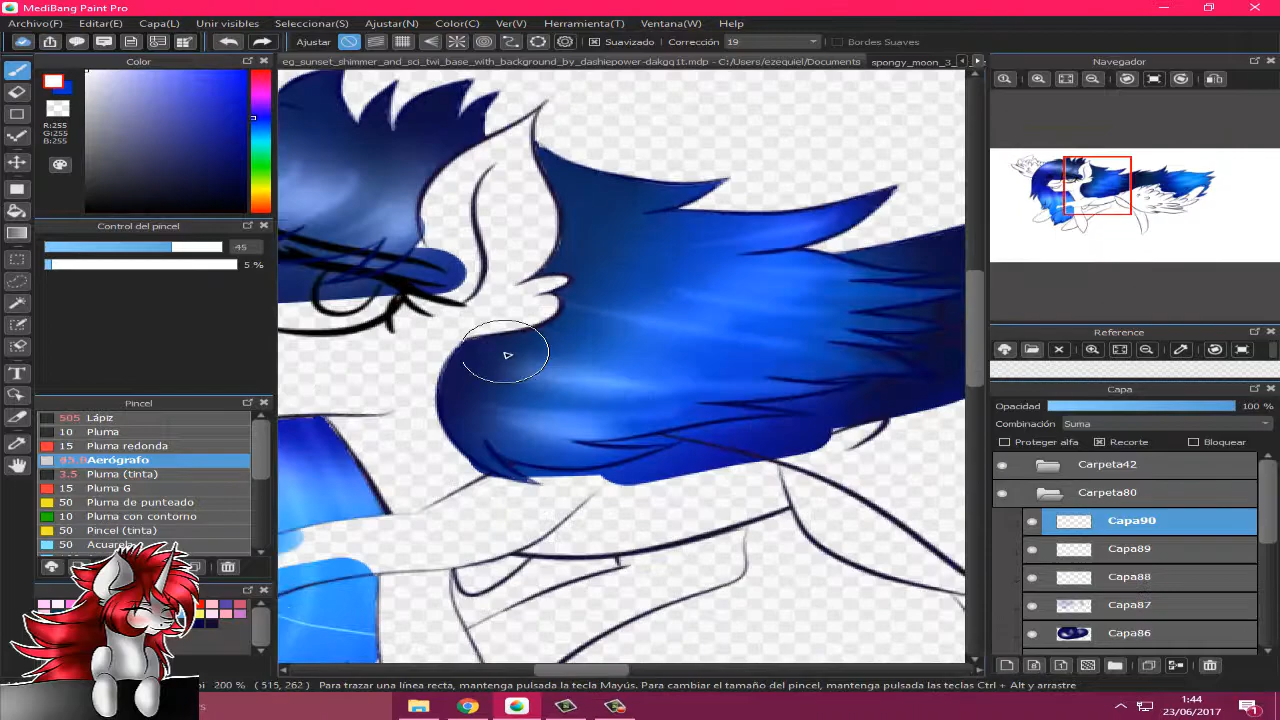 MediBang Paint Pro
Archivo(F) Editar(E) Capa(L) Unir visibles Seleccionar(S) Ajustar(N) Color(C) Ver(V) Herramienta(T) Ventana(W) Help
Ajustar Suavizado Corrección 19 Bordes Suaves
eg_sunset_shimmer_and_sci_twi_base_with_background_by_dashiepower-dakgq1t.mdp - C:/Users/ezequiel/Documents
spongy_moon_3_
Color
R:255
G:255
B:255
Control del pincel
45
5 %
Pincel
505 Lápiz
10 Pluma
15 Pluma redonda
Aerógrafo
3.5 Pluma (tinta)
15 Pluma G
50 Pluma de punteado
10 Pluma con contorno
50 Pincel (tinta)
50 Acuarela
Navegador
Reference
Capa
Opacidad 100 %
Combinación Suma
Proteger alfa Recorte Bloquear
Carpeta42
Carpeta80
Capa90
Capa89
Capa88
Capa87
Capa86
200 % (515, 262) Para trazar una línea recta, mantenga pulsada la tecla Mayús. Para cambiar el tamaño del pincel, mantenga pulsada las teclas Ctrl + Alt y arrastre
1:44
23/06/2017